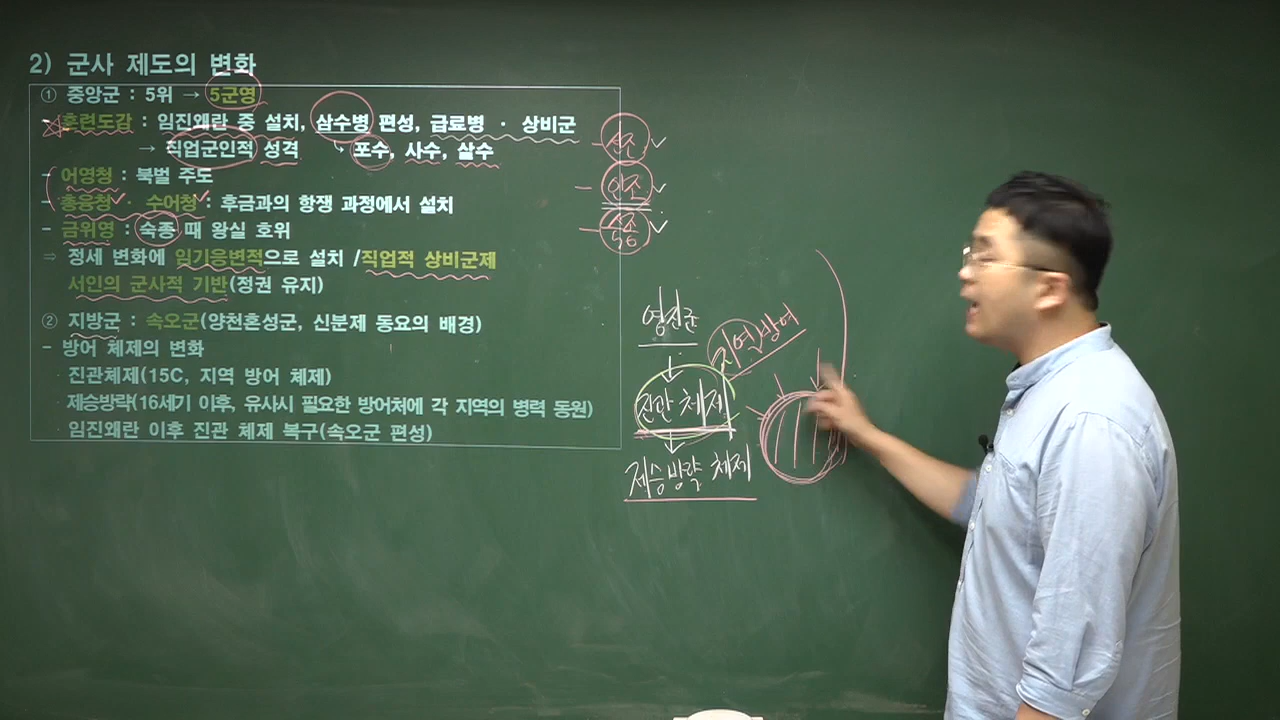 2) 군사 제도의 변화
① 중앙군 : 5위 → 5군영
- 훈련도감 : 임진왜란 중 설치, 삼수병 편성, 급료병 · 상비군
→ 직업군인적 성격 ↳ 포수, 사수, 살수
- 어영청 : 북벌 주도
- 총융청 · 수어청 : 후금과의 항쟁 과정에서 설치
- 금위영 : 숙종 때 왕실 호위
⇒ 정세 변화에 임기응변적으로 설치 /직업적 상비군제
서인의 군사적 기반(정권 유지)
② 지방군 : 속오군(양천혼성군, 신분제 동요의 배경)
- 방어 체제의 변화
진관체제(15C, 지역 방어 체제)
제승방략(16세기 이후, 유사시 필요한 방어처에 각 지역의 병력 동원)
임진왜란 이후 진관 체제 복구(속오군 편성)
- 선조 ✓
- 인조 ✓
- 숙종 ✓
영진군
↓
진관 체제
지역방어
↓
제승방략 체제